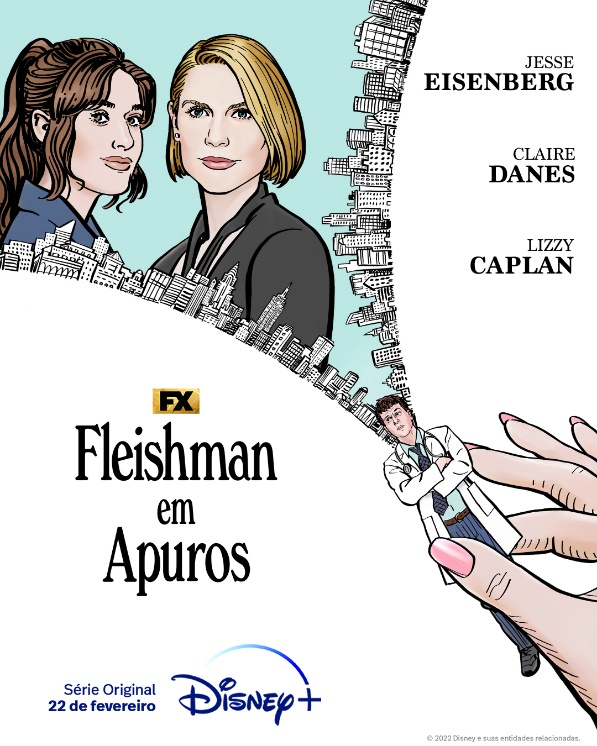 JESSE
EISENBERG
CLAIRE
DANES
LIZZY
CAPLAN
FX
Fleishman
em
Apuros
Série Original
22 de fevereiro
Disney+
© 2022 Disney e suas entidades relacionadas.